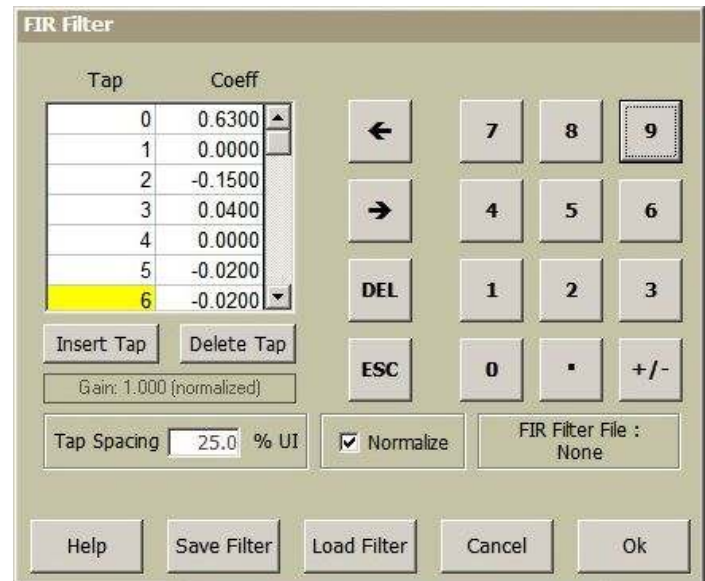 FIR Filter
Tap Coeff
0 0.6300
1 0.0000
2 -0.1500
3 0.0400
4 0.0000
5 -0.0200
6 -0.0200
Insert Tap Delete Tap
Gain: 1.000 (normalized)
Tap Spacing 25.0 % UI
7 8 9
4 5 6
DEL 1 2 3
ESC 0 . +/-
Normalize
FIR Filter File :
None
Help Save Filter Load Filter Cancel Ok